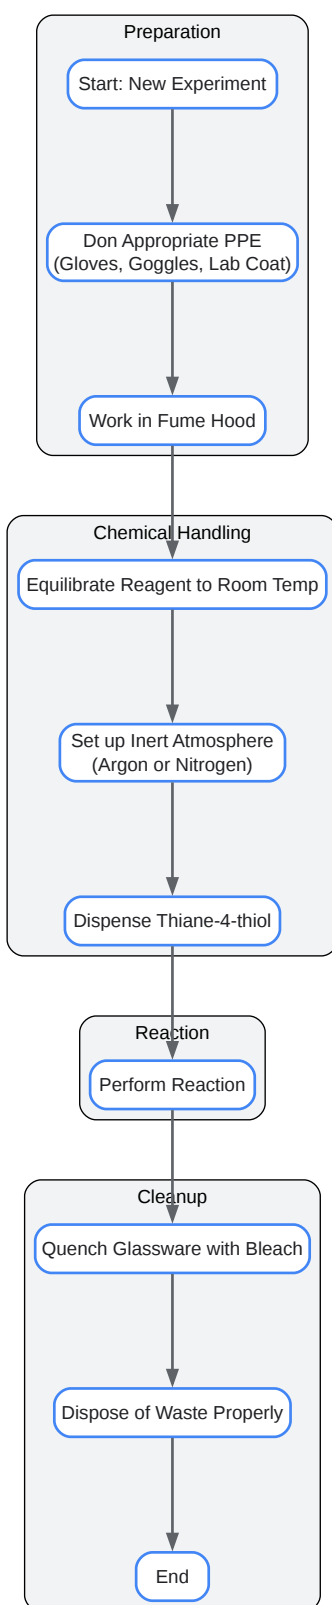 Preparation
Start: New Experiment
Don Appropriate PPE
(Gloves, Goggles, Lab Coat)
Work in Fume Hood
Chemical Handling
Equilibrate Reagent to Room Temp
Set up Inert Atmosphere
(Argon or Nitrogen)
Dispense Thiane-4-thiol
Reaction
Perform Reaction
Cleanup
Quench Glassware with Bleach
Dispose of Waste Properly
End